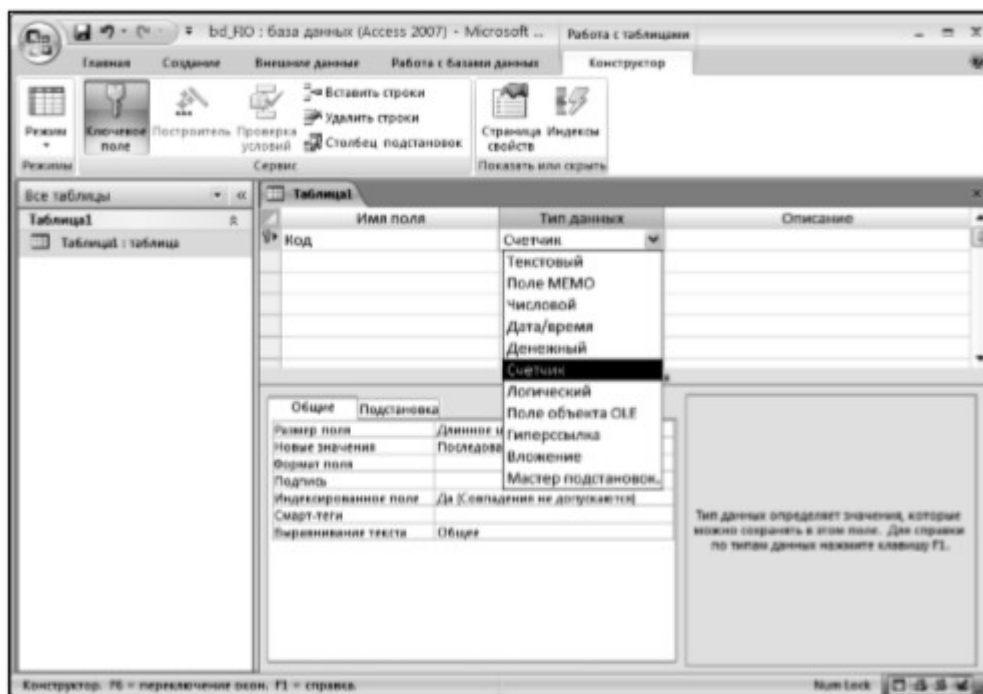 bd_FIO : база данных (Access 2007) - Microsoft ... Работа с таблицами
Главная Создание Внешние данные Работа с базами данных Конструктор
Режим
Ключевое поле
Построитель
Проверка условий
Вставить строки
Удалить строки
Столбец подстановок
Страница свойств
Индексы
Режимы Сервис Показать или скрыть
Все таблицы
Таблица1
Таблица1 : таблица
Таблица1
Имя поля Тип данных Описание
Код Счетчик
Текстовый
Поле МЕМО
Числовой
Дата/время
Денежный
Счетчик
Логический
Поле объекта OLE
Гиперссылка
Вложение
Мастер подстановок.
Общие Подстановка
Размер поля Длинное ц
Новые значения Последова
Формат поля
Подпись
Индексированное поле Да (Совпадения не допускаются)
Смарт-теги
Выравнивание текста Общее
Тип данных определяет значения, которые
можно сохранять в этом поле. Для справки
по типам данных нажмите клавишу F1.
Конструктор. F6 = переключение окон. F1 = справка. Num Lock